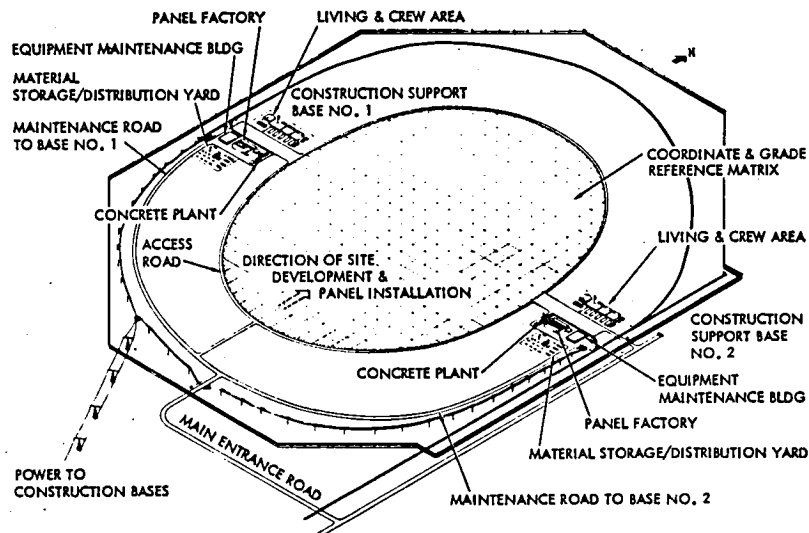 PANEL FACTORY
LIVING & CREW AREA
EQUIPMENT MAINTENANCE BLDG
MATERIAL
STORAGE/DISTRIBUTION YARD
CONSTRUCTION SUPPORT
BASE NO. 1
MAINTENANCE ROAD
TO BASE NO. 1
N
COORDINATE & GRADE
REFERENCE MATRIX
CONCRETE PLANT
ACCESS
ROAD
LIVING & CREW AREA
DIRECTION OF SITE
DEVELOPMENT &
PANEL INSTALLATION
CONSTRUCTION
SUPPORT BASE
NO. 2
CONCRETE PLANT
EQUIPMENT
MAINTENANCE BLDG
PANEL FACTORY
MATERIAL STORAGE/DISTRIBUTION YARD
MAIN ENTRANCE ROAD
POWER TO
CONSTRUCTION BASES
MAINTENANCE ROAD TO BASE NO. 2